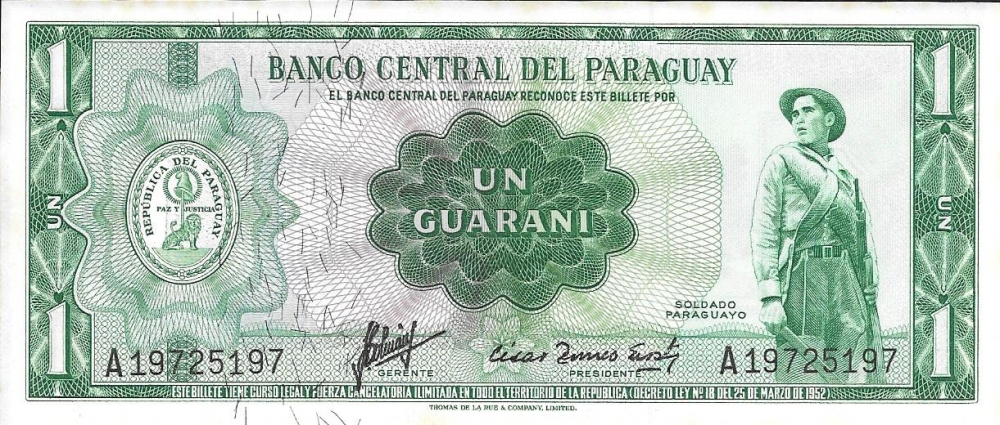 1
1
BANCO CENTRAL DEL PARAGUAY
EL BANCO CENTRAL DEL PARAGUAY RECONOCE ESTE BILLETE POR
REPÚBLICA DEL PARAGUAY
PAZ Y JUSTICIA
UN
UN
GUARANI
UN
SOLDADO
PARAGUAYO
1
1
A19725197
GERENTE
PRESIDENTE
A19725197
ESTE BILLETE TIENE CURSO LEGAL Y FUERZA CANCELATORIA ILIMITADA EN TODO EL TERRITORIO DE LA REPUBLICA (DECRETO LEY Nº 18 DEL 25 DE MARZO DE 1952)
THOMAS DE LA RUE & COMPANY, LIMITED.